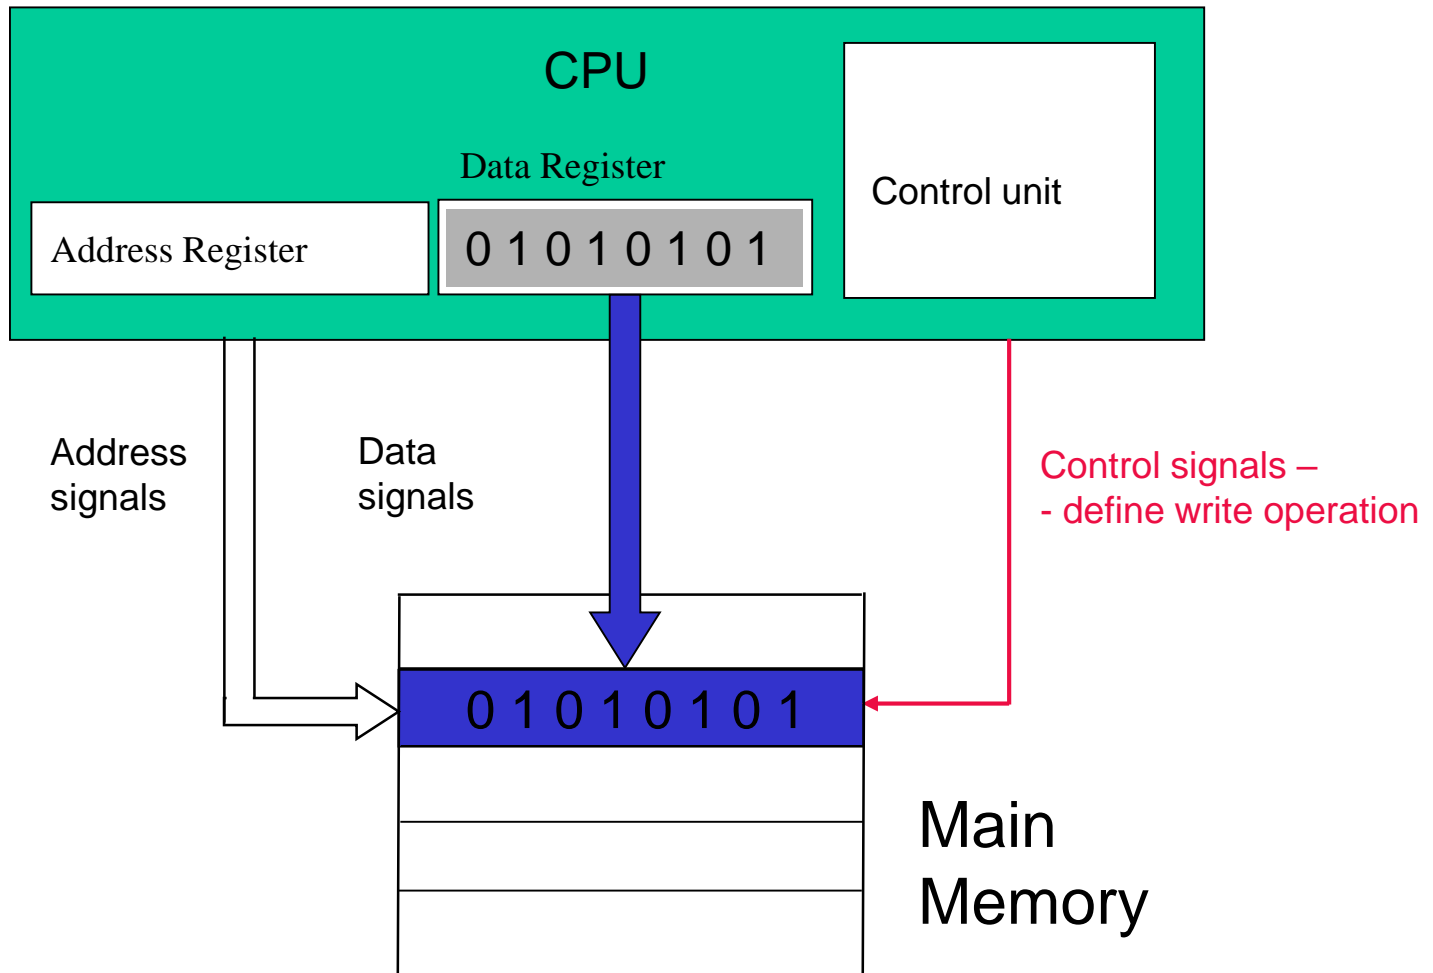 CPU
Data Register
Control unit
Address Register
0 1 0 1 0 1 0 1
Address
signals
Data
signals
Control signals –
- define write operation
0 1 0 1 0 1 0 1
Main
Memory